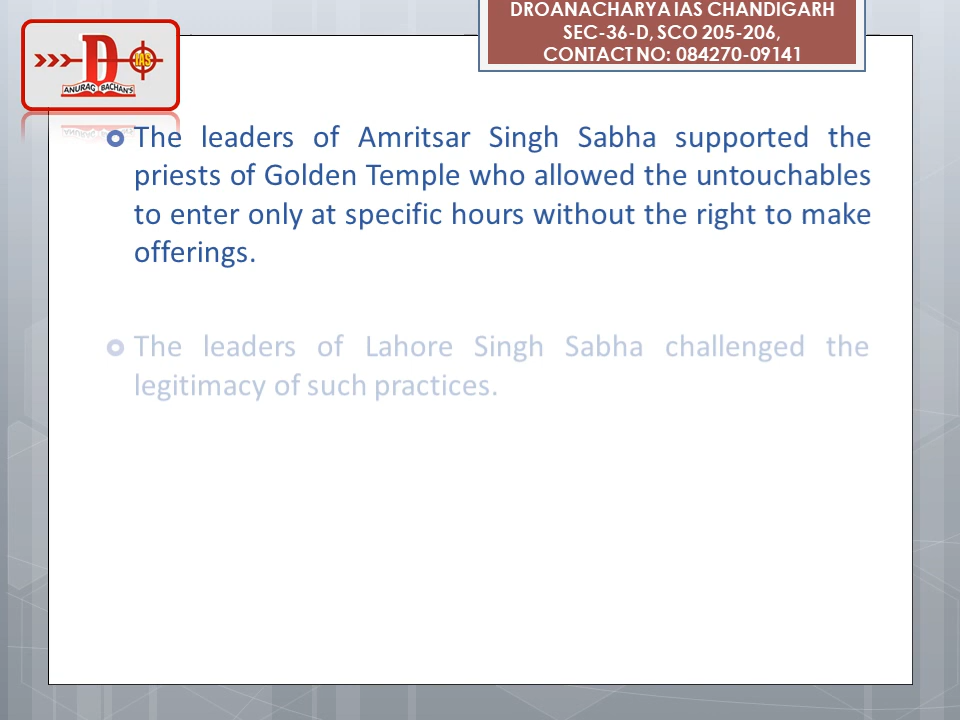 DROANACHARYA IAS CHANDIGARH
SEC-36-D, SCO 205-206,
CONTACT NO: 084270-09141
D
IAS
ANURAG BACHAN'S
The leaders of Amritsar Singh Sabha supported the
priests of Golden Temple who allowed the untouchables
to enter only at specific hours without the right to make
offerings.
The leaders of Lahore Singh Sabha challenged the
legitimacy of such practices.